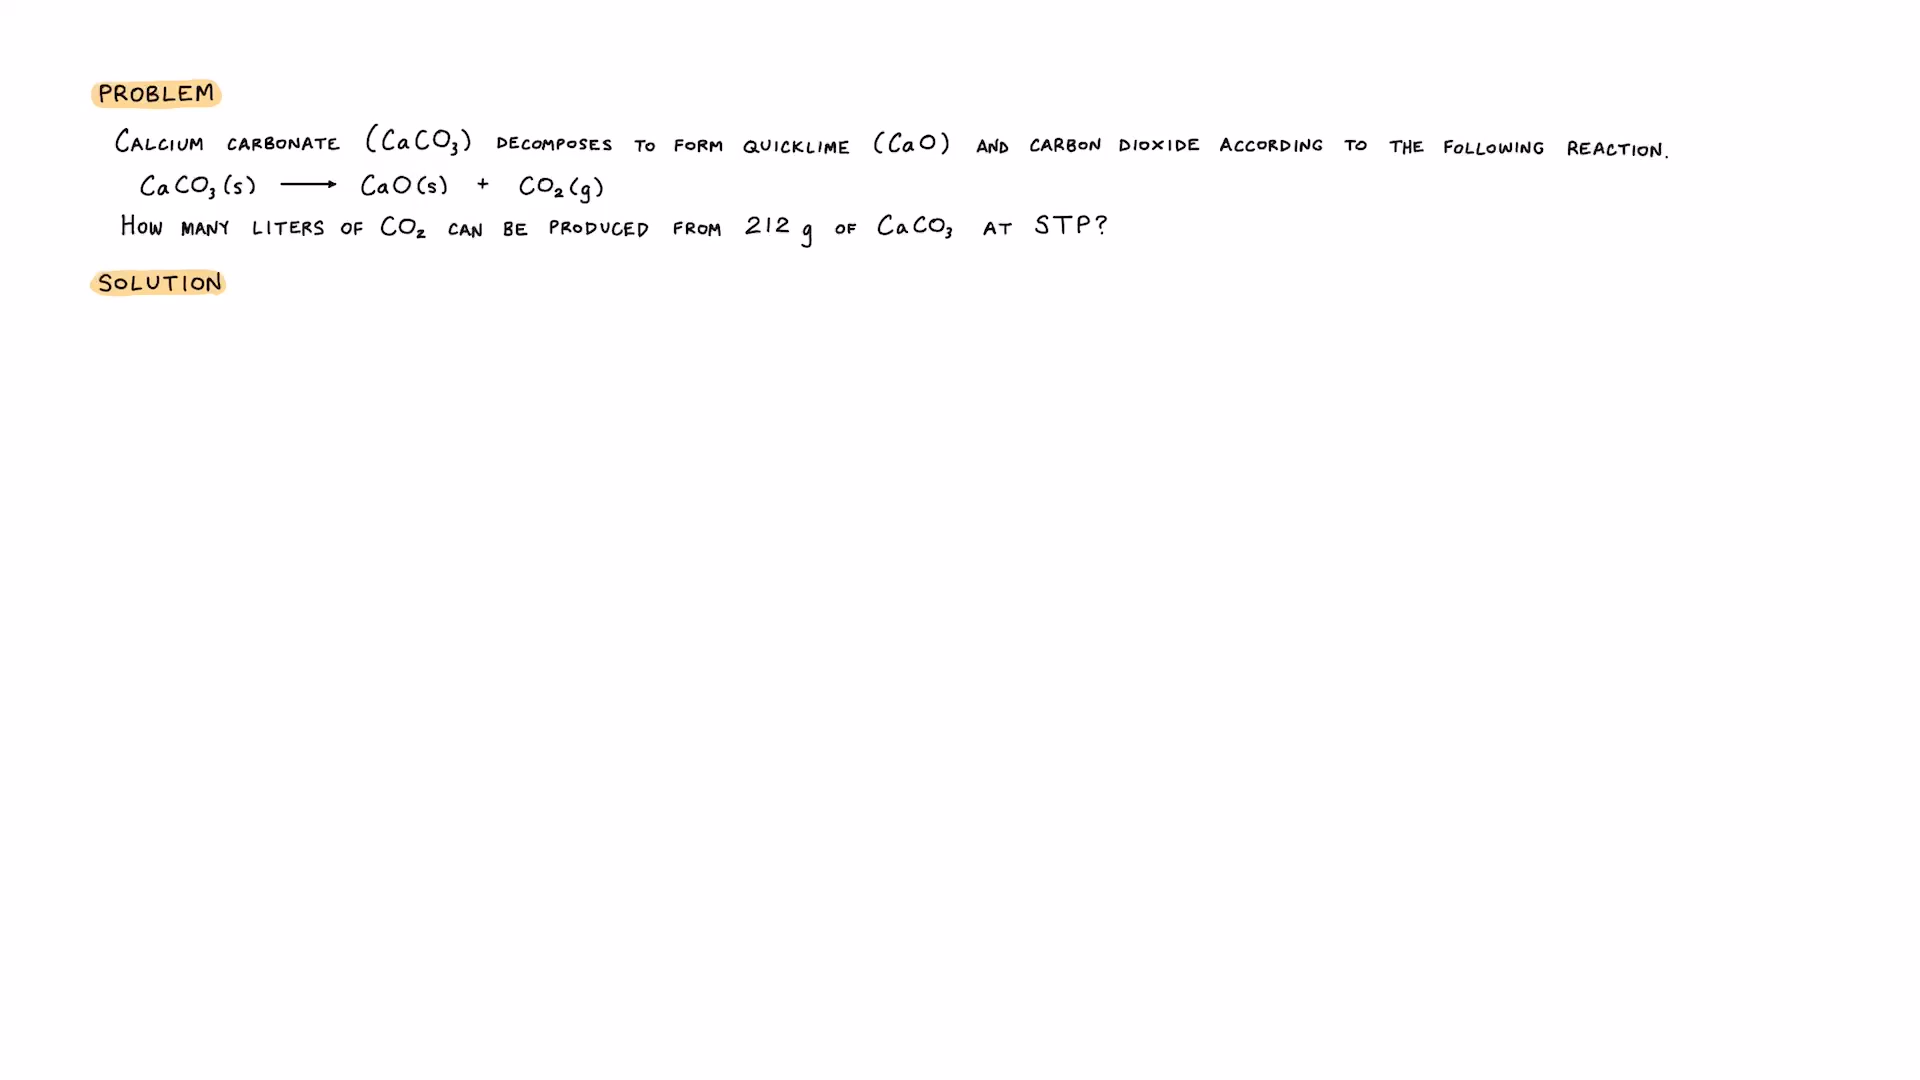 PROBLEM
CALCIUM CARBONATE (CaCO₃) DECOMPOSES TO FORM QUICKLIME (CaO) AND CARBON DIOXIDE ACCORDING TO THE FOLLOWING REACTION.
CaCO₃(s) ⟶ CaO(s) + CO₂(g)
HOW MANY LITERS OF CO₂ CAN BE PRODUCED FROM 212 g OF CaCO₃ AT STP?
SOLUTION